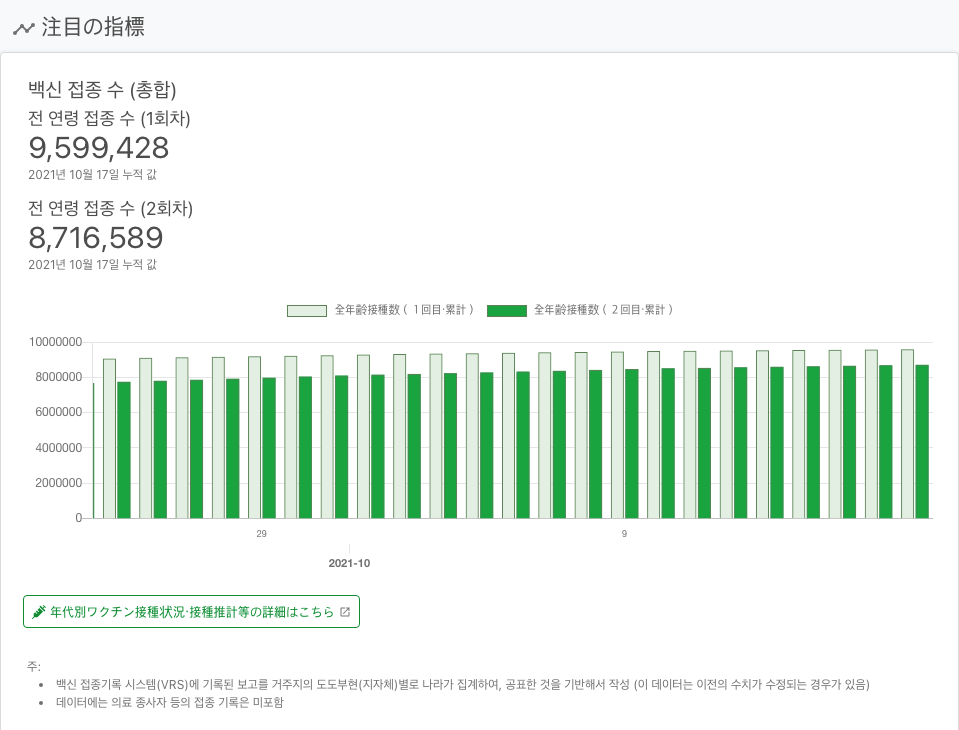 注目の指標
백신 접종 수 (총합)
전 연령 접종 수 (1회차)
9,599,428
2021년 10월 17일 누적 값
전 연령 접종 수 (2회차)
8,716,589
2021년 10월 17일 누적 값
全年齢接種数 ( １回目·累計 ) 全年齢接種数 ( ２回目·累計 )
10000000
8000000
6000000
4000000
2000000
0
29 9
2021-10
年代別ワクチン接種状況·接種推計等の詳細はこちら
주:
• 백신 접종기록 시스템(VRS)에 기록된 보고를 거주지의 도도부현(지자체)별로 나라가 집계하여, 공표한 것을 기반해서 작성 (이 데이터는 이전의 수치가 수정되는 경우가 있음)
• 데이터에는 의료 종사자 등의 접종 기록은 미포함